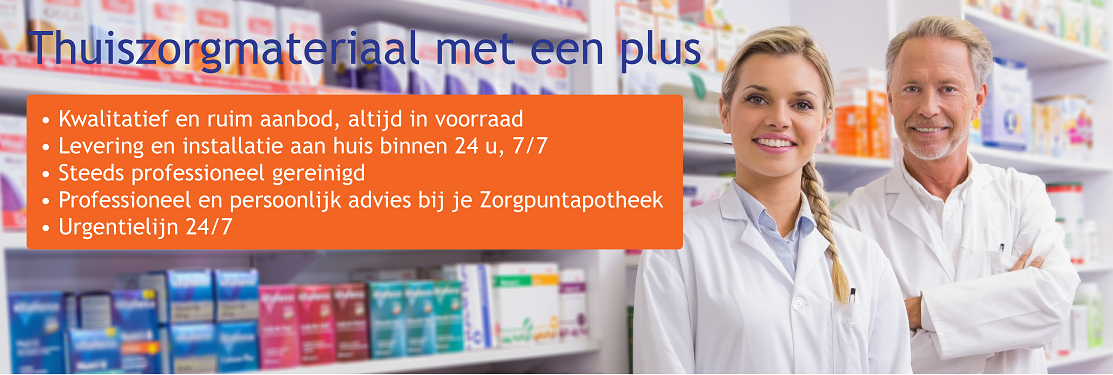 Thuiszorgmateriaal met een plus
• Kwalitatief en ruim aanbod, altijd in voorraad
• Levering en installatie aan huis binnen 24 u, 7/7
• Steeds professioneel gereinigd
• Professioneel en persoonlijk advies bij je Zorgpuntapotheek
• Urgentielijn 24/7